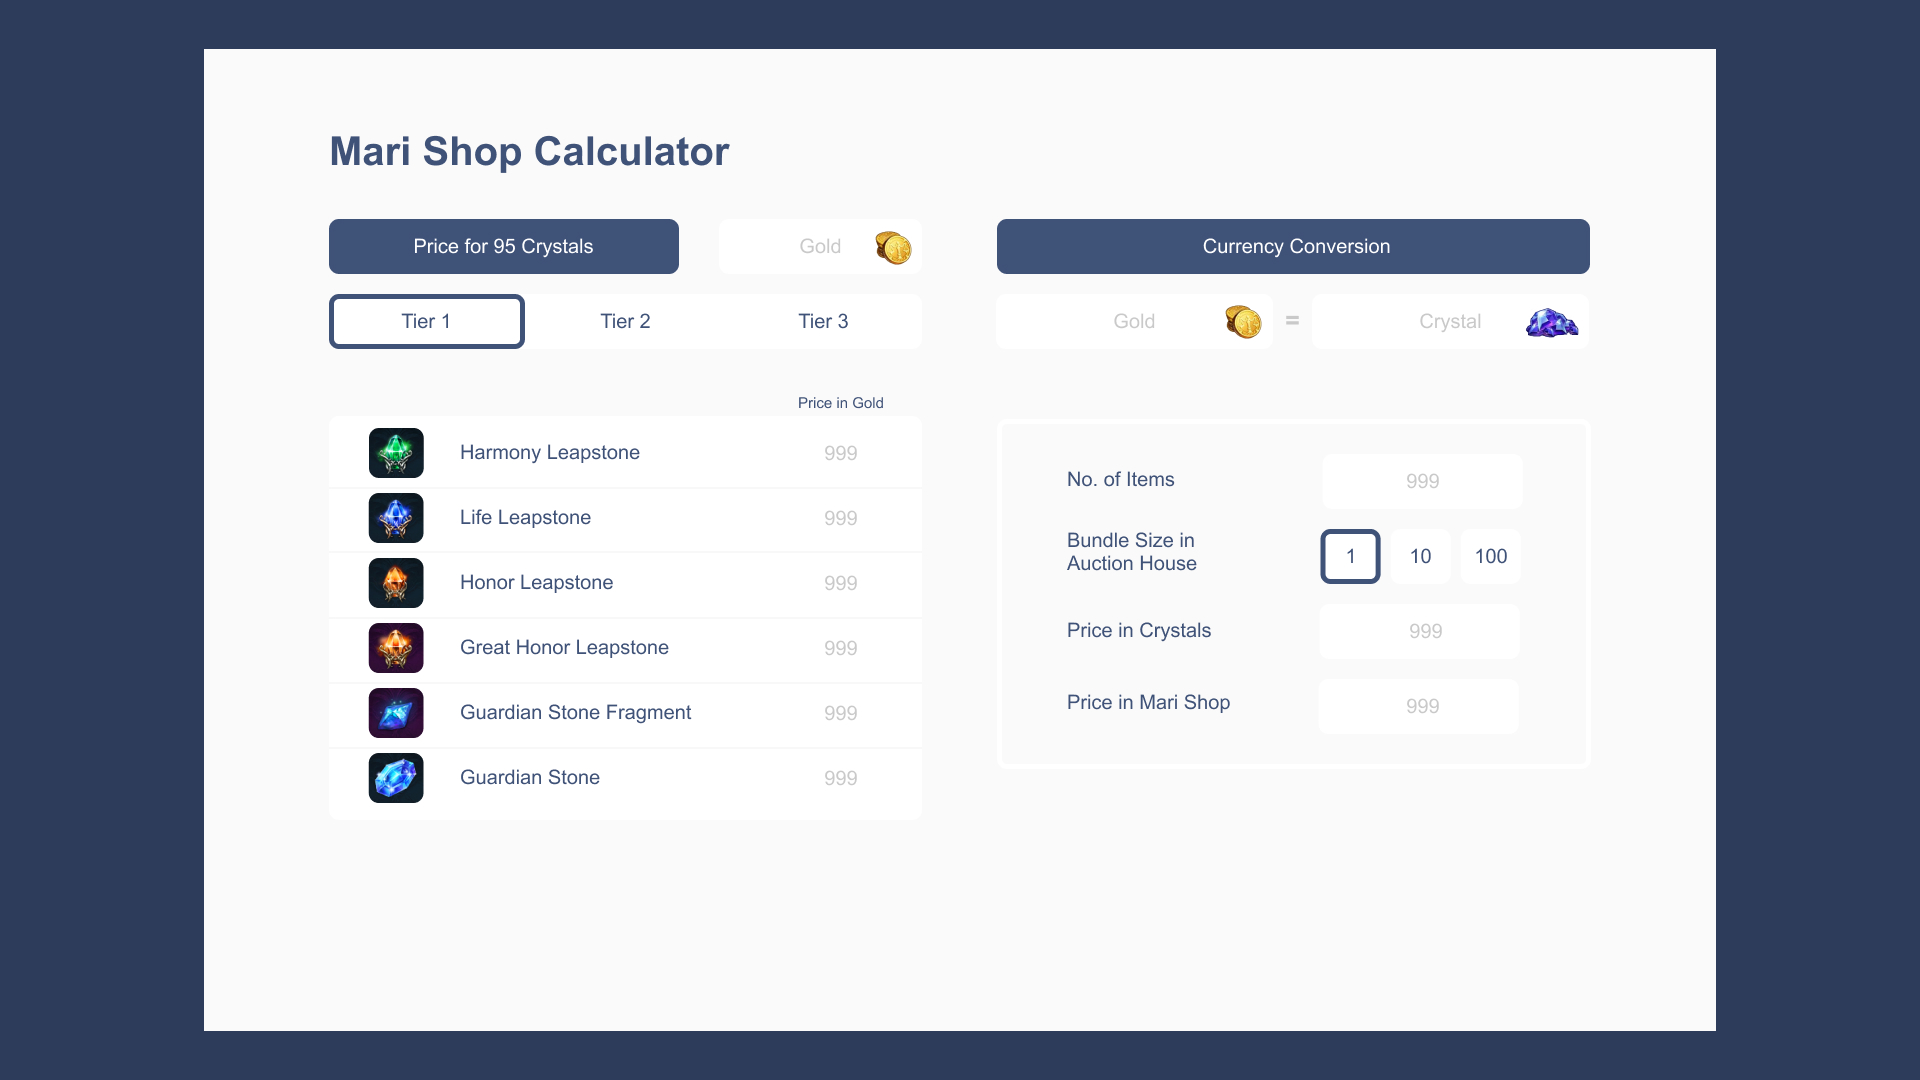 Mari Shop Calculator
Price for 95 Crystals
Gold
Tier 1
Tier 2
Tier 3
Price in Gold
Harmony Leapstone
999
Life Leapstone
999
Honor Leapstone
999
Great Honor Leapstone
999
Guardian Stone Fragment
999
Guardian Stone
999
Currency Conversion
Gold
=
Crystal
No. of Items
999
Bundle Size in
Auction House
1
10
100
Price in Crystals
999
Price in Mari Shop
999